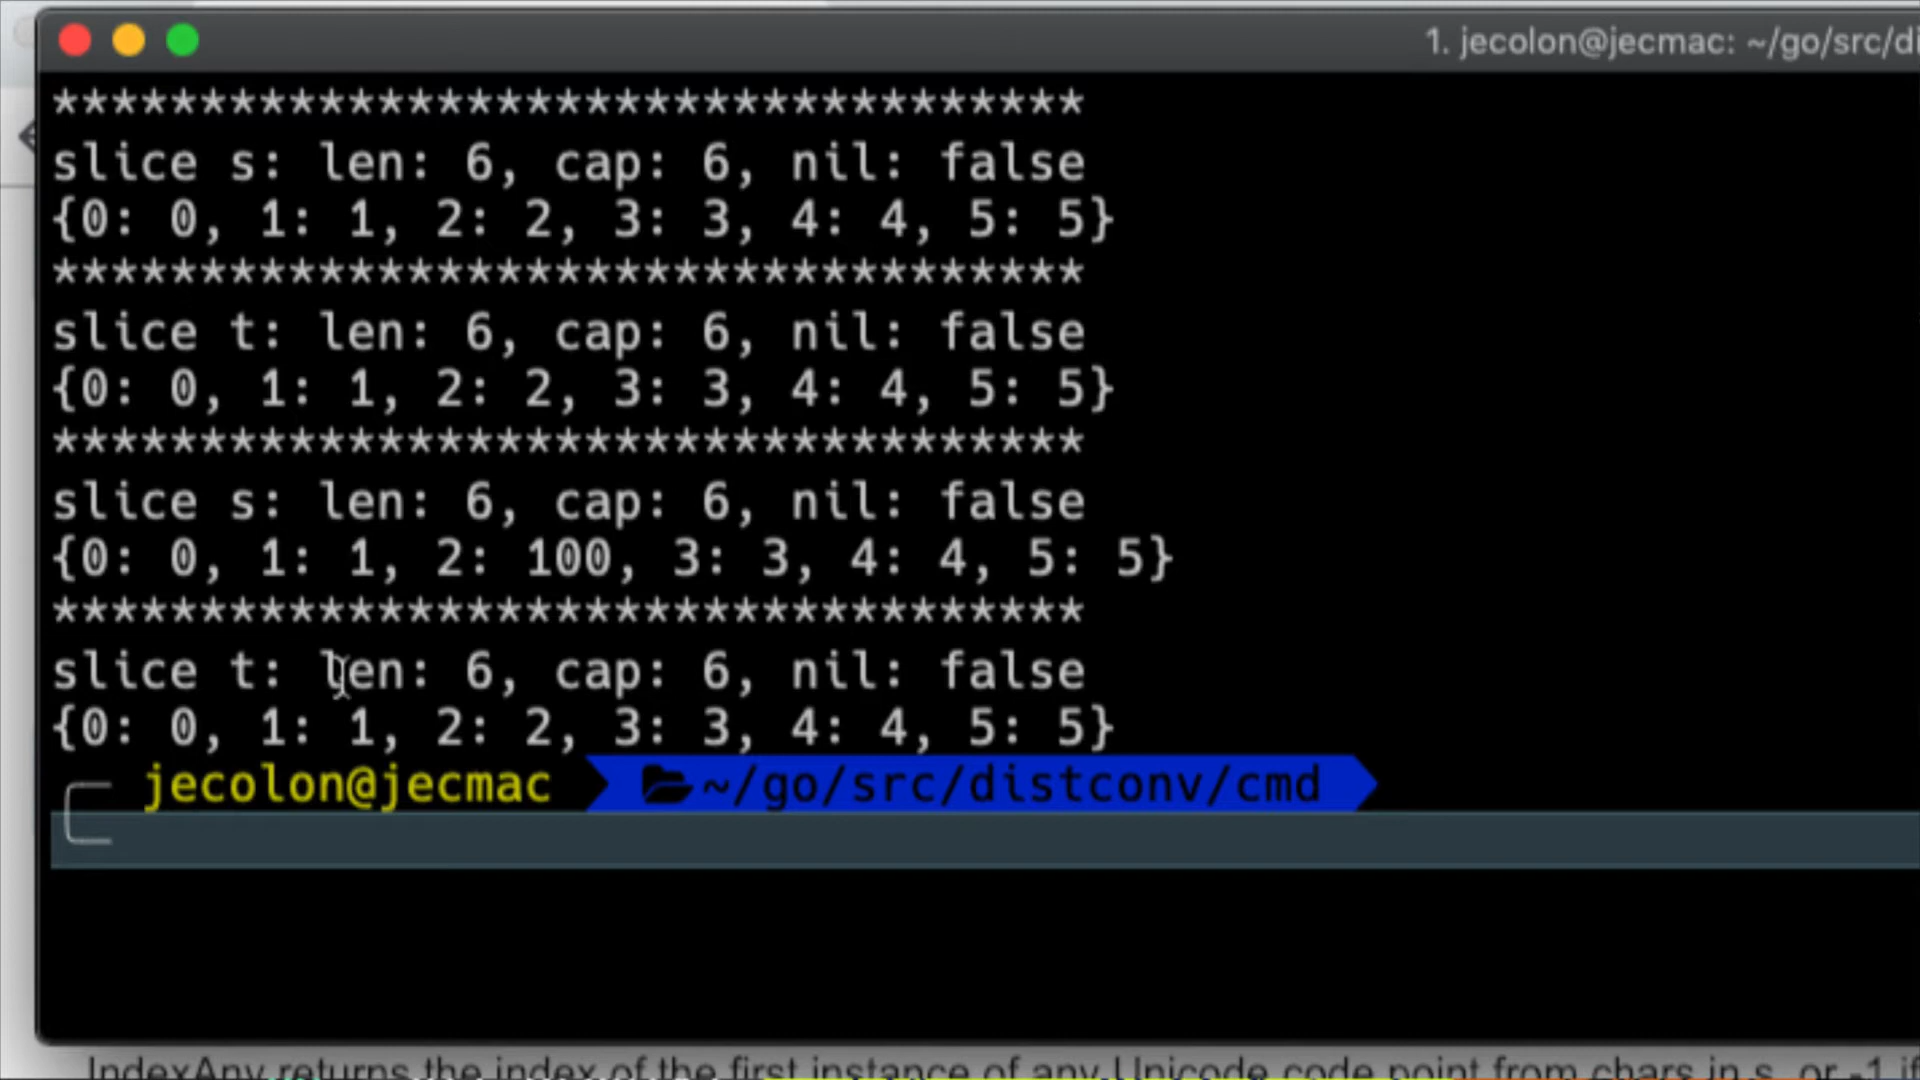 1. jecolon@jecmac: ~/go/src/di
***********************************
slice s: len: 6, cap: 6, nil: false
{0: 0, 1: 1, 2: 2, 3: 3, 4: 4, 5: 5}
***********************************
slice t: len: 6, cap: 6, nil: false
{0: 0, 1: 1, 2: 2, 3: 3, 4: 4, 5: 5}
***********************************
slice s: len: 6, cap: 6, nil: false
{0: 0, 1: 1, 2: 100, 3: 3, 4: 4, 5: 5}
***********************************
slice t: len: 6, cap: 6, nil: false
{0: 0, 1: 1, 2: 2, 3: 3, 4: 4, 5: 5}
jecolon@jecmac ~/go/src/distconv/cmd
IndexAny returns the index of the first instance of any Unicode code point from chars in s, or -1 if